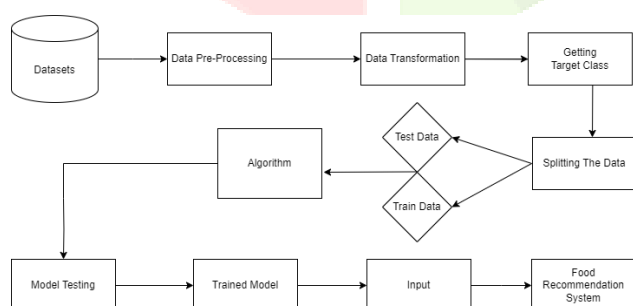 Datasets
Data Pre-Processing
Data Transformation
Getting
Target Class
Splitting The Data
Test Data
Train Data
Algorithm
Model Testing
Trained Model
Input
Food
Recommendation
System